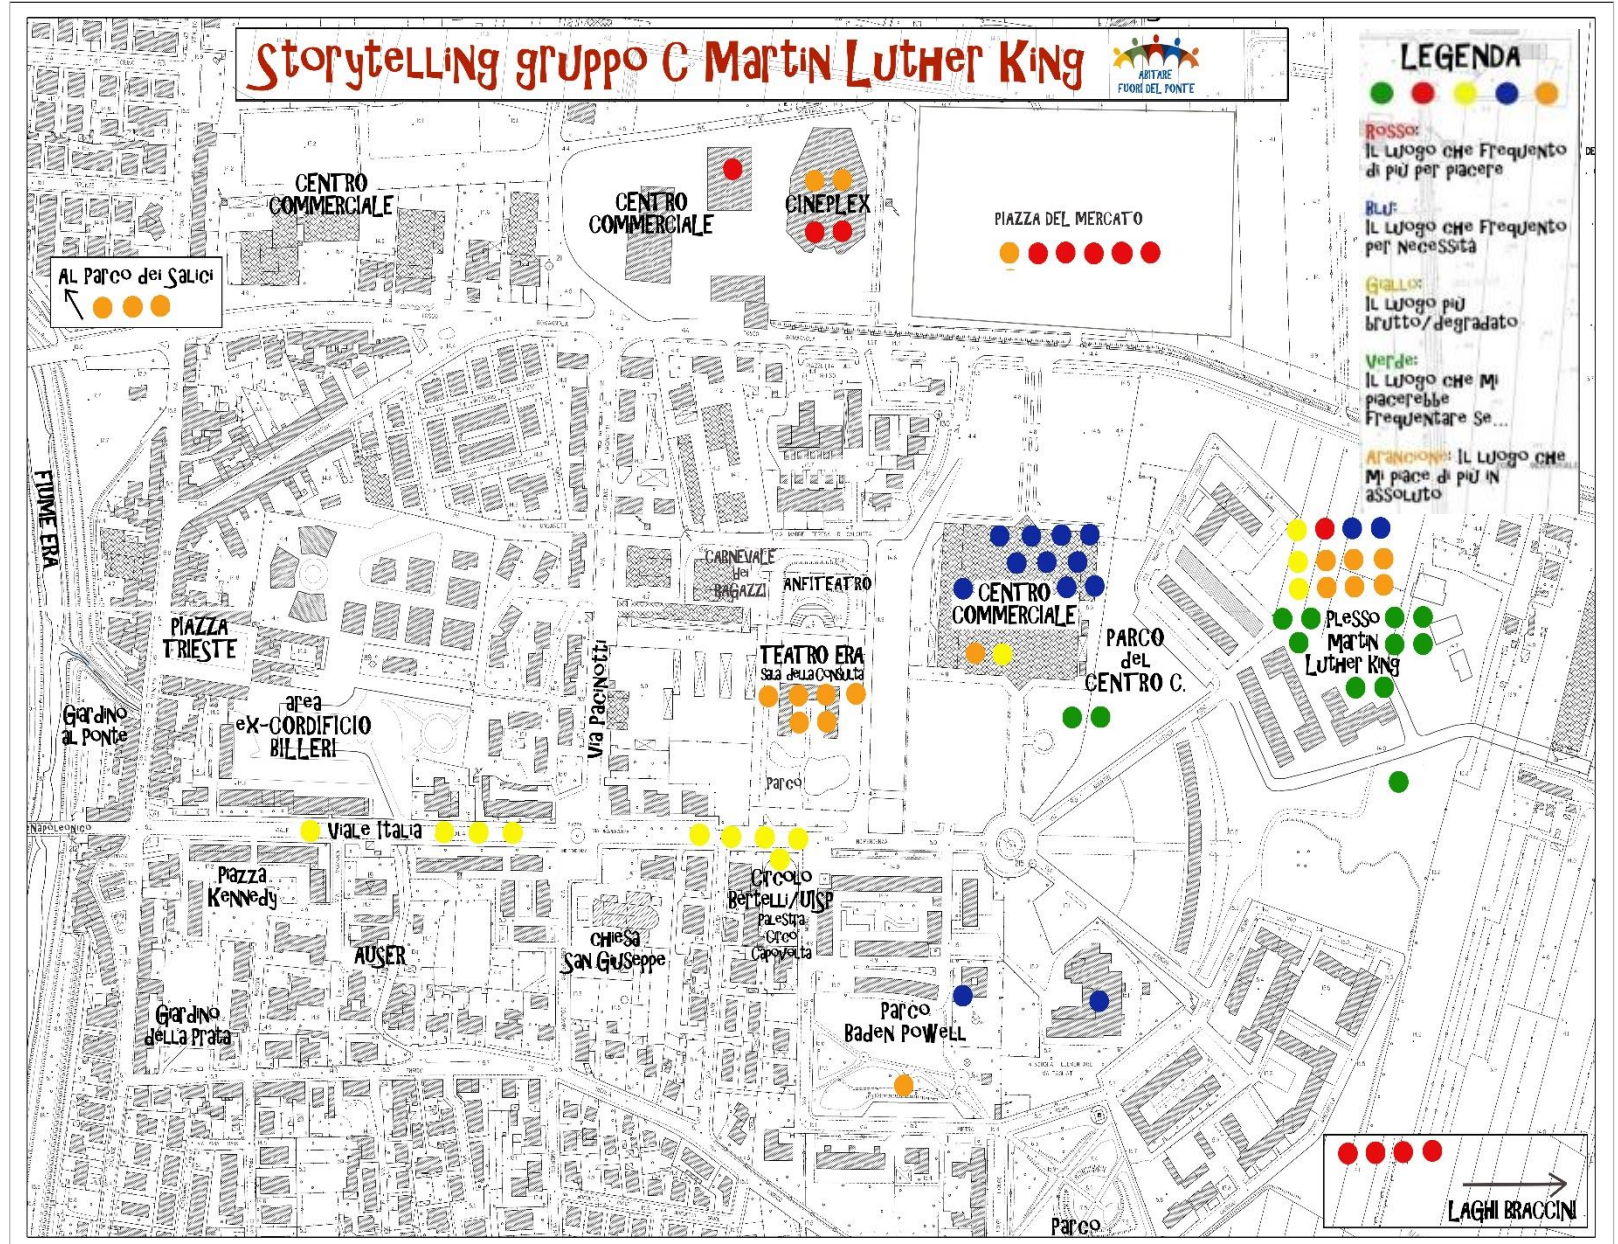 Storytelling gruppo C Martin Luther King
ABITARE
FUORI DEL PONTE
LEGENDA
Rosso:
Il luogo che frequento
di più per piacere
Blu:
Il luogo che frequento
per necessità
Giallo:
Il luogo più
brutto/degradato
Verde:
Il luogo che mi
piacerebbe
frequentare se...
Arancione: Il luogo che
mi piace di più in
assoluto
CENTRO
COMMERCIALE
CENTRO
COMMERCIALE
CINEPLEX
PIAZZA DEL MERCATO
Al Parco dei Salici
FIUME ERA
CARNEVALE
dei
RAGAZZI
ANFITEATRO
CENTRO
COMMERCIALE
PIAZZA
TRIESTE
Plesso
Martin
Luther King
PARCO
del
CENTRO C.
TEATRO ERA
Sala della Consulta
Via Pacinotti
Giardino
al Ponte
area
ex-CORDIFICIO
BILLERI
Parco
Viale Italia
Piazza
Kennedy
Circolo
Bertelli/UISP
Palestra
Circo
Capovolta
AUSER
chiesa
San Giuseppe
Giardino
della Prata
Parco
Baden Powell
Parco
LAGHI BRACCINI